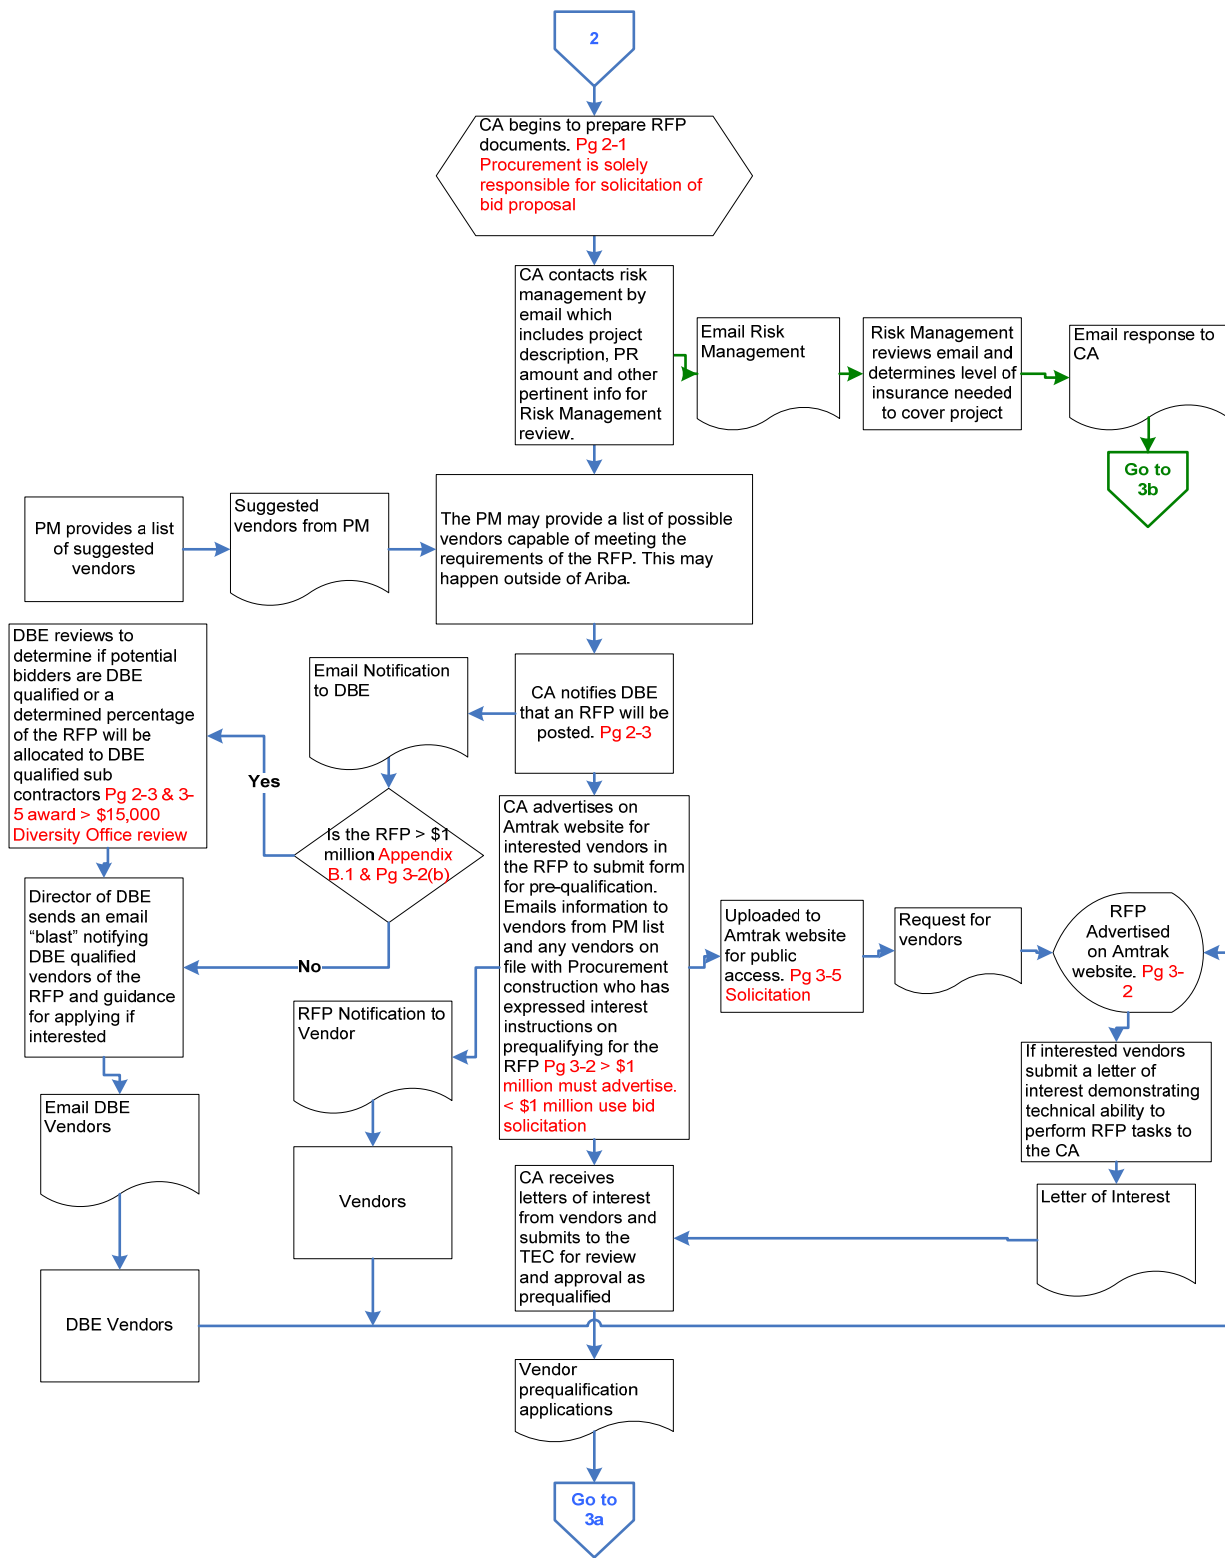 2
CA begins to prepare RFP
documents. Pg 2-1
Procurement is solely
responsible for solicitation of
bid proposal
CA contacts risk
management by
email which
includes project
description, PR
amount and other
pertinent info for
Risk Management
review.
Email Risk
Management
Risk Management
reviews email and
determines level of
insurance needed
to cover project
Email response to
CA
Go to
3b
PM provides a list
of suggested
vendors
Suggested
vendors from PM
The PM may provide a list of possible
vendors capable of meeting the
requirements of the RFP. This may
happen outside of Ariba.
DBE reviews to
determine if potential
bidders are DBE
qualified or a
determined percentage
of the RFP will be
allocated to DBE
qualified sub
contractors Pg 2-3 & 3-
5 award > $15,000
Diversity Office review
Email Notification
to DBE
CA notifies DBE
that an RFP will be
posted. Pg 2-3
Yes
Is the RFP > $1
million Appendix
B.1 & Pg 3-2(b)
No
Director of DBE
sends an email
“blast” notifying
DBE qualified
vendors of the
RFP and guidance
for applying if
interested
CA advertises on
Amtrak website for
interested vendors in
the RFP to submit form
for pre-qualification.
Emails information to
vendors from PM list
and any vendors on
file with Procurement
construction who has
expressed interest
instructions on
prequalifying for the
RFP Pg 3-2 > $1
million must advertise.
< $1 million use bid
solicitation
Uploaded to
Amtrak website
for public
access. Pg 3-5
Solicitation
Request for
vendors
RFP
Advertised
on Amtrak
website. Pg 3-
2
RFP Notification to
Vendor
If interested vendors
submit a letter of
interest demonstrating
technical ability to
perform RFP tasks to
the CA
Email DBE
Vendors
Vendors
CA receives
letters of interest
from vendors and
submits to the
TEC for review
and approval as
prequalified
Letter of Interest
DBE Vendors
Vendor
prequalification
applications
Go to
3a